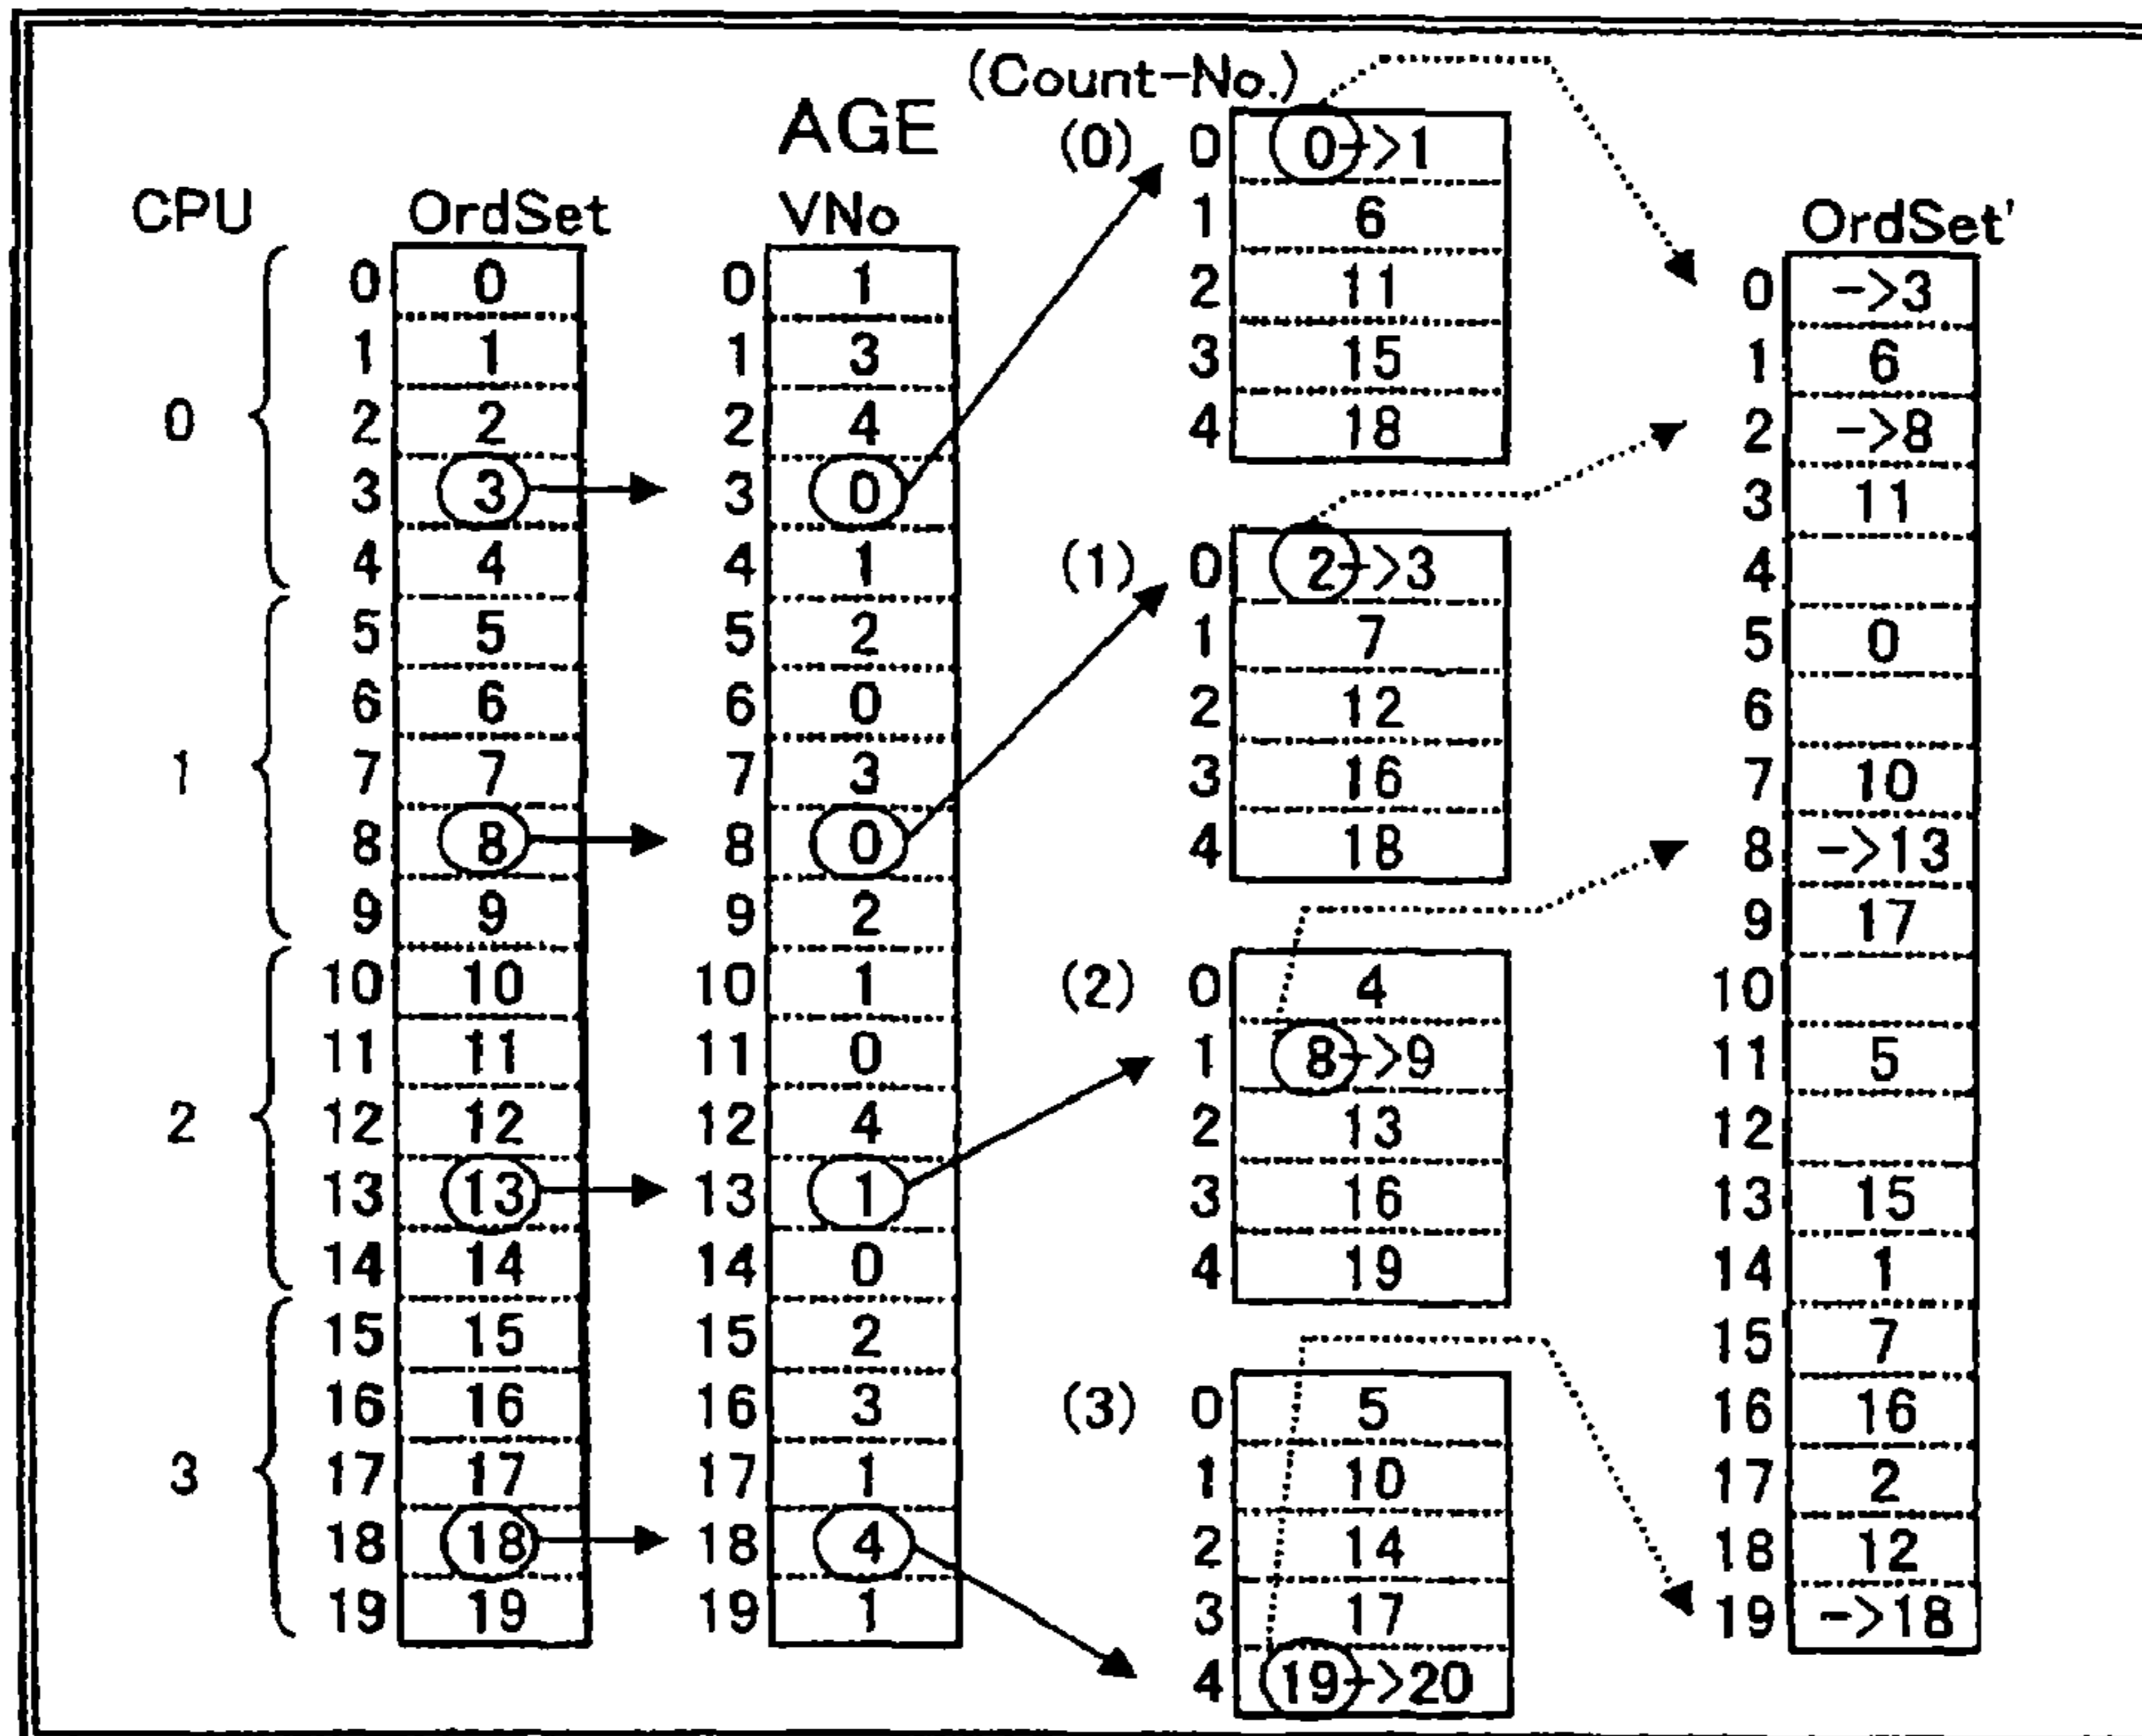 (Count-No.)
AGE
CPU OrdSet VNo OrdSet'
0 0 0 1
1 1 1 3
2 2 2 4
3 3 3 0
4 4 4 1
5 5 5 2
6 6 6 0
7 7 7 3
8 8 8 0
9 9 9 2
10 10 10 1
11 11 11 0
12 12 12 4
13 13 13 1
14 14 14 0
15 15 15 2
16 16 16 3
17 17 17 1
18 18 18 4
19 19 19 1
0
1
2
3
(0) 0 0->1
1 6
2 11
3 15
4 18
(1) 0 2->3
1 7
2 12
3 16
4 18
(2) 0 4
1 8->9
2 13
3 16
4 19
(3) 0 5
1 10
2 14
3 17
4 19->20
0 ->3
1 6
2 ->8
3 11
4
5 0
6
7 10
8 ->13
9 17
10
11 5
12
13 15
14 1
15 7
16 16
17 2
18 12
19 ->18